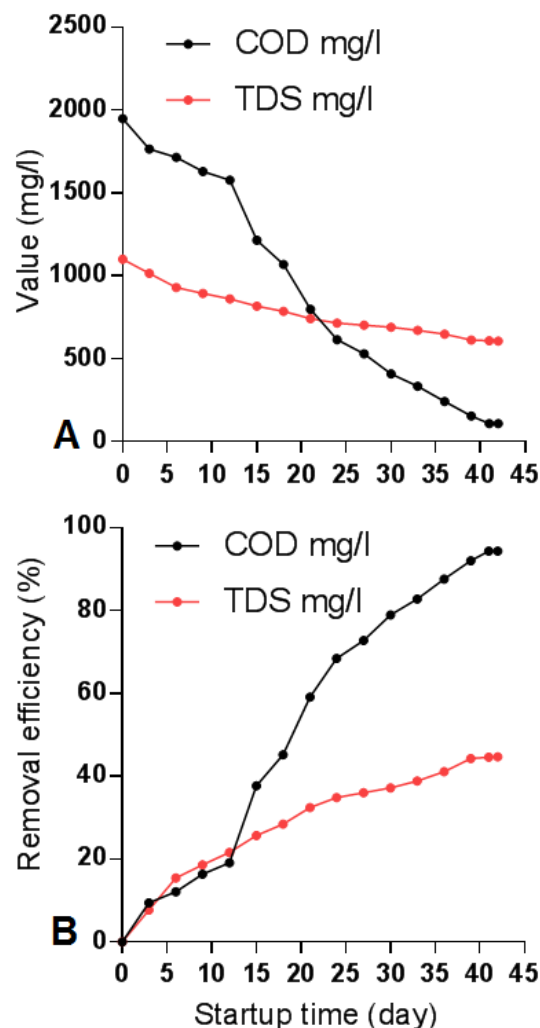 2500
COD mg/l
TDS mg/l
2000
1500
1000
500
0
Value (mg/l)
A
0 5 10 15 20 25 30 35 40 45
100
COD mg/l
TDS mg/l
80
60
40
20
0
Removal efficiency (%)
B
0 5 10 15 20 25 30 35 40 45
Startup time (day)